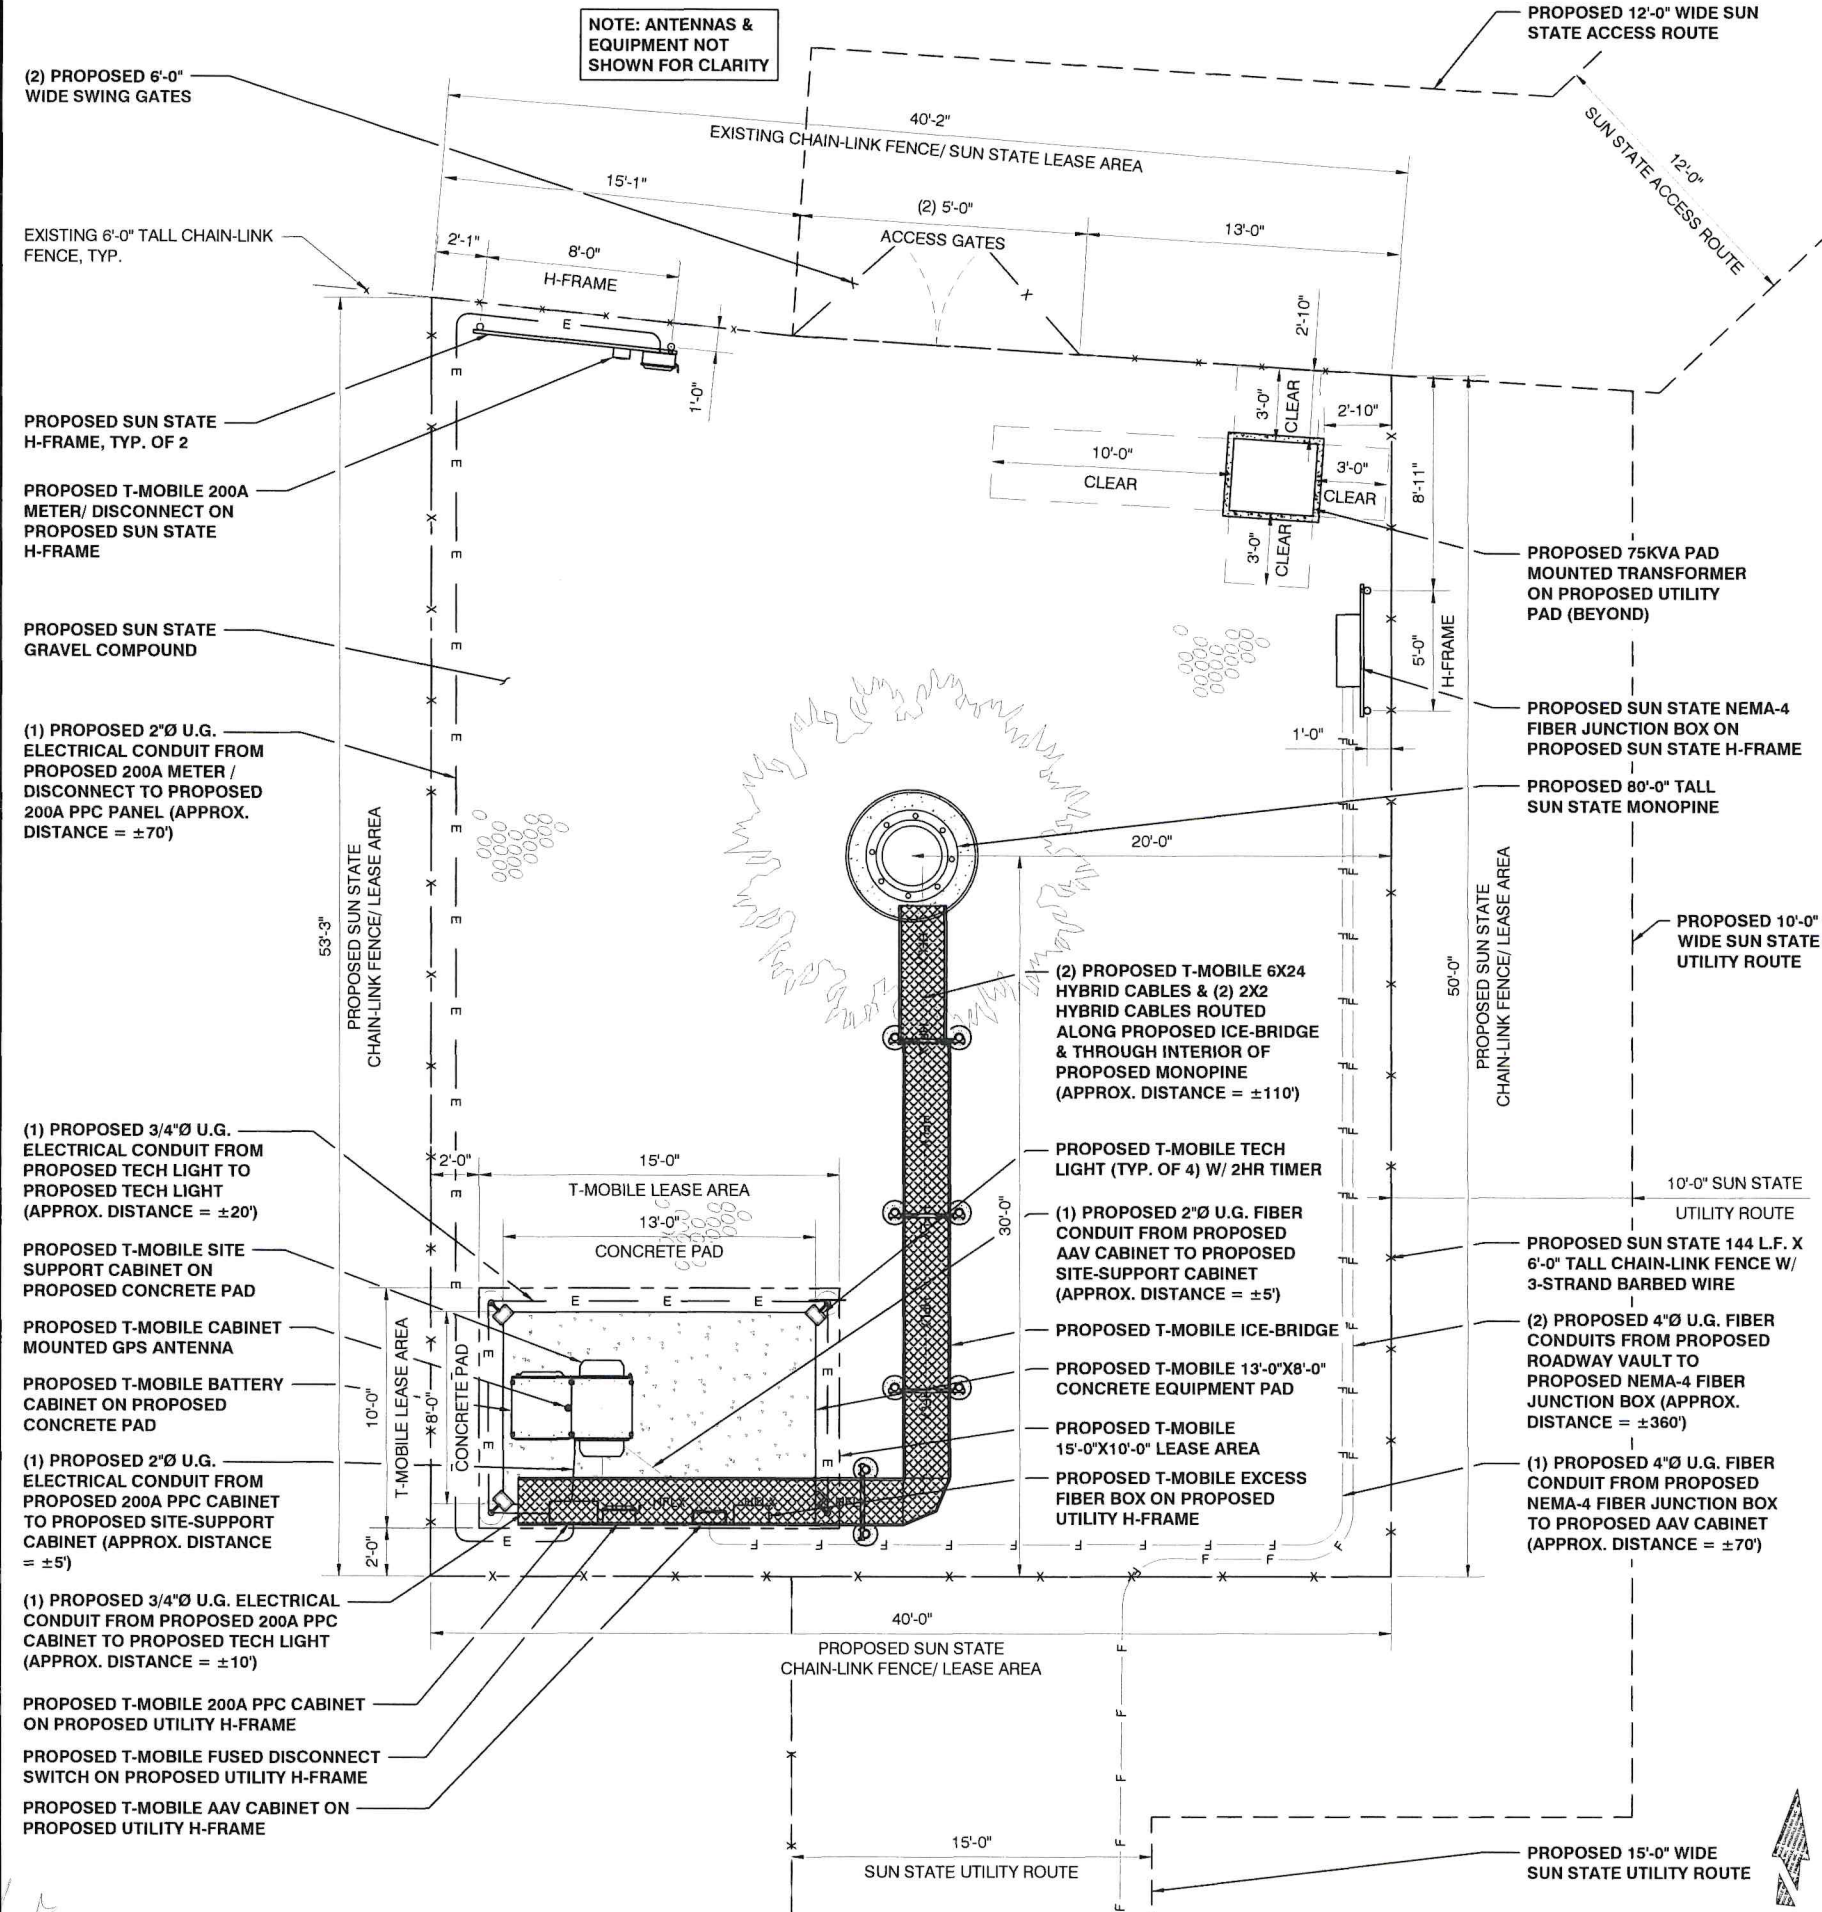 NOTE: ANTENNAS &
EQUIPMENT NOT
SHOWN FOR CLARITY
PROPOSED 12'-0" WIDE SUN
STATE ACCESS ROUTE
(2) PROPOSED 6'-0"
WIDE SWING GATES
40'-2"
EXISTING CHAIN-LINK FENCE/ SUN STATE LEASE AREA
12'-0"
SUN STATE ACCESS ROUTE
15'-1"
(2) 5'-0"
ACCESS GATES
13'-0"
EXISTING 6'-0" TALL CHAIN-LINK
FENCE, TYP.
2'-1"
8'-0"
H-FRAME
1'-0"
2'-10"
3'-0"
CLEAR
2'-10"
10'-0"
CLEAR
3'-0"
CLEAR
3'-0"
CLEAR
8'-11"
5'-0"
H-FRAME
1'-0"
PROPOSED SUN STATE
H-FRAME, TYP. OF 2
PROPOSED T-MOBILE 200A
METER/ DISCONNECT ON
PROPOSED SUN STATE
H-FRAME
PROPOSED SUN STATE
GRAVEL COMPOUND
(1) PROPOSED 2"Ø U.G.
ELECTRICAL CONDUIT FROM
PROPOSED 200A METER /
DISCONNECT TO PROPOSED
200A PPC PANEL (APPROX.
DISTANCE = ±70')
53'-3"
PROPOSED SUN STATE
CHAIN-LINK FENCE/ LEASE AREA
PROPOSED 75KVA PAD
MOUNTED TRANSFORMER
ON PROPOSED UTILITY
PAD (BEYOND)
PROPOSED SUN STATE NEMA-4
FIBER JUNCTION BOX ON
PROPOSED SUN STATE H-FRAME
PROPOSED 80'-0" TALL
SUN STATE MONOPINE
20'-0"
50'-0"
PROPOSED SUN STATE
CHAIN-LINK FENCE/ LEASE AREA
PROPOSED 10'-0"
WIDE SUN STATE
UTILITY ROUTE
(2) PROPOSED T-MOBILE 6X24
HYBRID CABLES & (2) 2X2
HYBRID CABLES ROUTED
ALONG PROPOSED ICE-BRIDGE
& THROUGH INTERIOR OF
PROPOSED MONOPINE
(APPROX. DISTANCE = ±110')
PROPOSED T-MOBILE TECH
LIGHT (TYP. OF 4) W/ 2HR TIMER
30'-0"
(1) PROPOSED 2"Ø U.G. FIBER
CONDUIT FROM PROPOSED
AAV CABINET TO PROPOSED
SITE-SUPPORT CABINET
(APPROX. DISTANCE = ±5')
PROPOSED T-MOBILE ICE-BRIDGE
PROPOSED T-MOBILE 13'-0"X8'-0"
CONCRETE EQUIPMENT PAD
PROPOSED T-MOBILE
15'-0"X10'-0" LEASE AREA
PROPOSED T-MOBILE EXCESS
FIBER BOX ON PROPOSED
UTILITY H-FRAME
10'-0" SUN STATE
UTILITY ROUTE
PROPOSED SUN STATE 144 L.F. X
6'-0" TALL CHAIN-LINK FENCE W/
3-STRAND BARBED WIRE
(2) PROPOSED 4"Ø U.G. FIBER
CONDUITS FROM PROPOSED
ROADWAY VAULT TO
PROPOSED NEMA-4 FIBER
JUNCTION BOX (APPROX.
DISTANCE = ±360')
(1) PROPOSED 4"Ø U.G. FIBER
CONDUIT FROM PROPOSED
NEMA-4 FIBER JUNCTION BOX
TO PROPOSED AAV CABINET
(APPROX. DISTANCE = ±70')
(1) PROPOSED 3/4"Ø U.G.
ELECTRICAL CONDUIT FROM
PROPOSED TECH LIGHT TO
PROPOSED TECH LIGHT
(APPROX. DISTANCE = ±20')
PROPOSED T-MOBILE SITE
SUPPORT CABINET ON
PROPOSED CONCRETE PAD
PROPOSED T-MOBILE CABINET
MOUNTED GPS ANTENNA
PROPOSED T-MOBILE BATTERY
CABINET ON PROPOSED
CONCRETE PAD
(1) PROPOSED 2"Ø U.G.
ELECTRICAL CONDUIT FROM
PROPOSED 200A PPC CABINET
TO PROPOSED SITE-SUPPORT
CABINET (APPROX. DISTANCE
= ±5')
(1) PROPOSED 3/4"Ø U.G. ELECTRICAL
CONDUIT FROM PROPOSED 200A PPC
CABINET TO PROPOSED TECH LIGHT
(APPROX. DISTANCE = ±10')
PROPOSED T-MOBILE 200A PPC CABINET
ON PROPOSED UTILITY H-FRAME
PROPOSED T-MOBILE FUSED DISCONNECT
SWITCH ON PROPOSED UTILITY H-FRAME
PROPOSED T-MOBILE AAV CABINET ON
PROPOSED UTILITY H-FRAME
2'-0"
15'-0"
T-MOBILE LEASE AREA
13'-0"
CONCRETE PAD
10'-0"
T-MOBILE LEASE AREA
8'-0"
CONCRETE PAD
2'-0"
40'-0"
PROPOSED SUN STATE
CHAIN-LINK FENCE/ LEASE AREA
15'-0"
SUN STATE UTILITY ROUTE
PROPOSED 15'-0" WIDE
SUN STATE UTILITY ROUTE